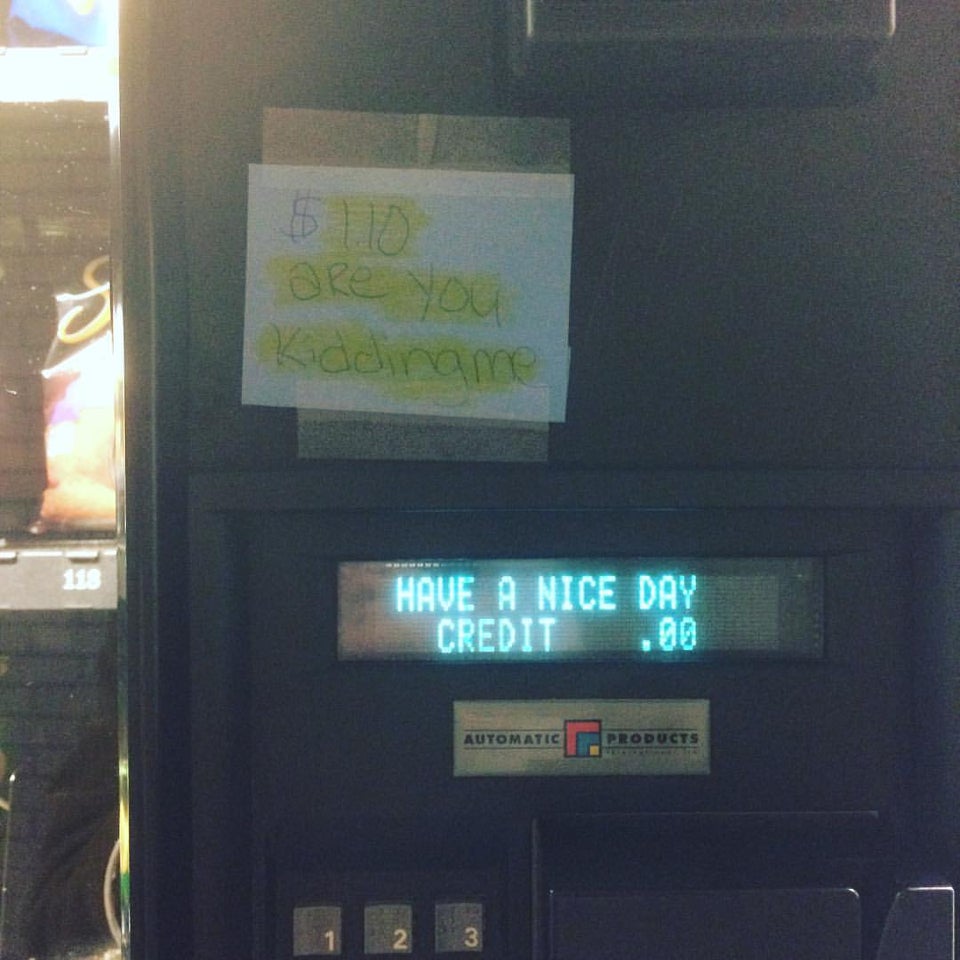 $ 1.10
are you
kidding me
118
HAVE A NICE DAY
CREDIT .00
AUTOMATIC PRODUCTS
1 2 3